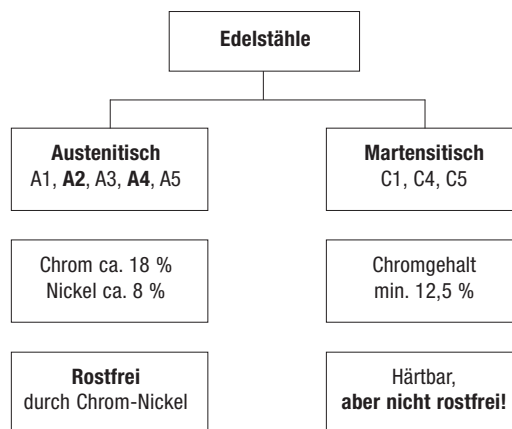 Edelstähle
Austenitisch
A1, A2, A3, A4, A5
Martensitisch
C1, C4, C5
Chrom ca. 18 %
Nickel ca. 8 %
Chromgehalt
min. 12,5 %
Rostfrei
durch Chrom-Nickel
Härtbar,
aber nicht rostfrei!